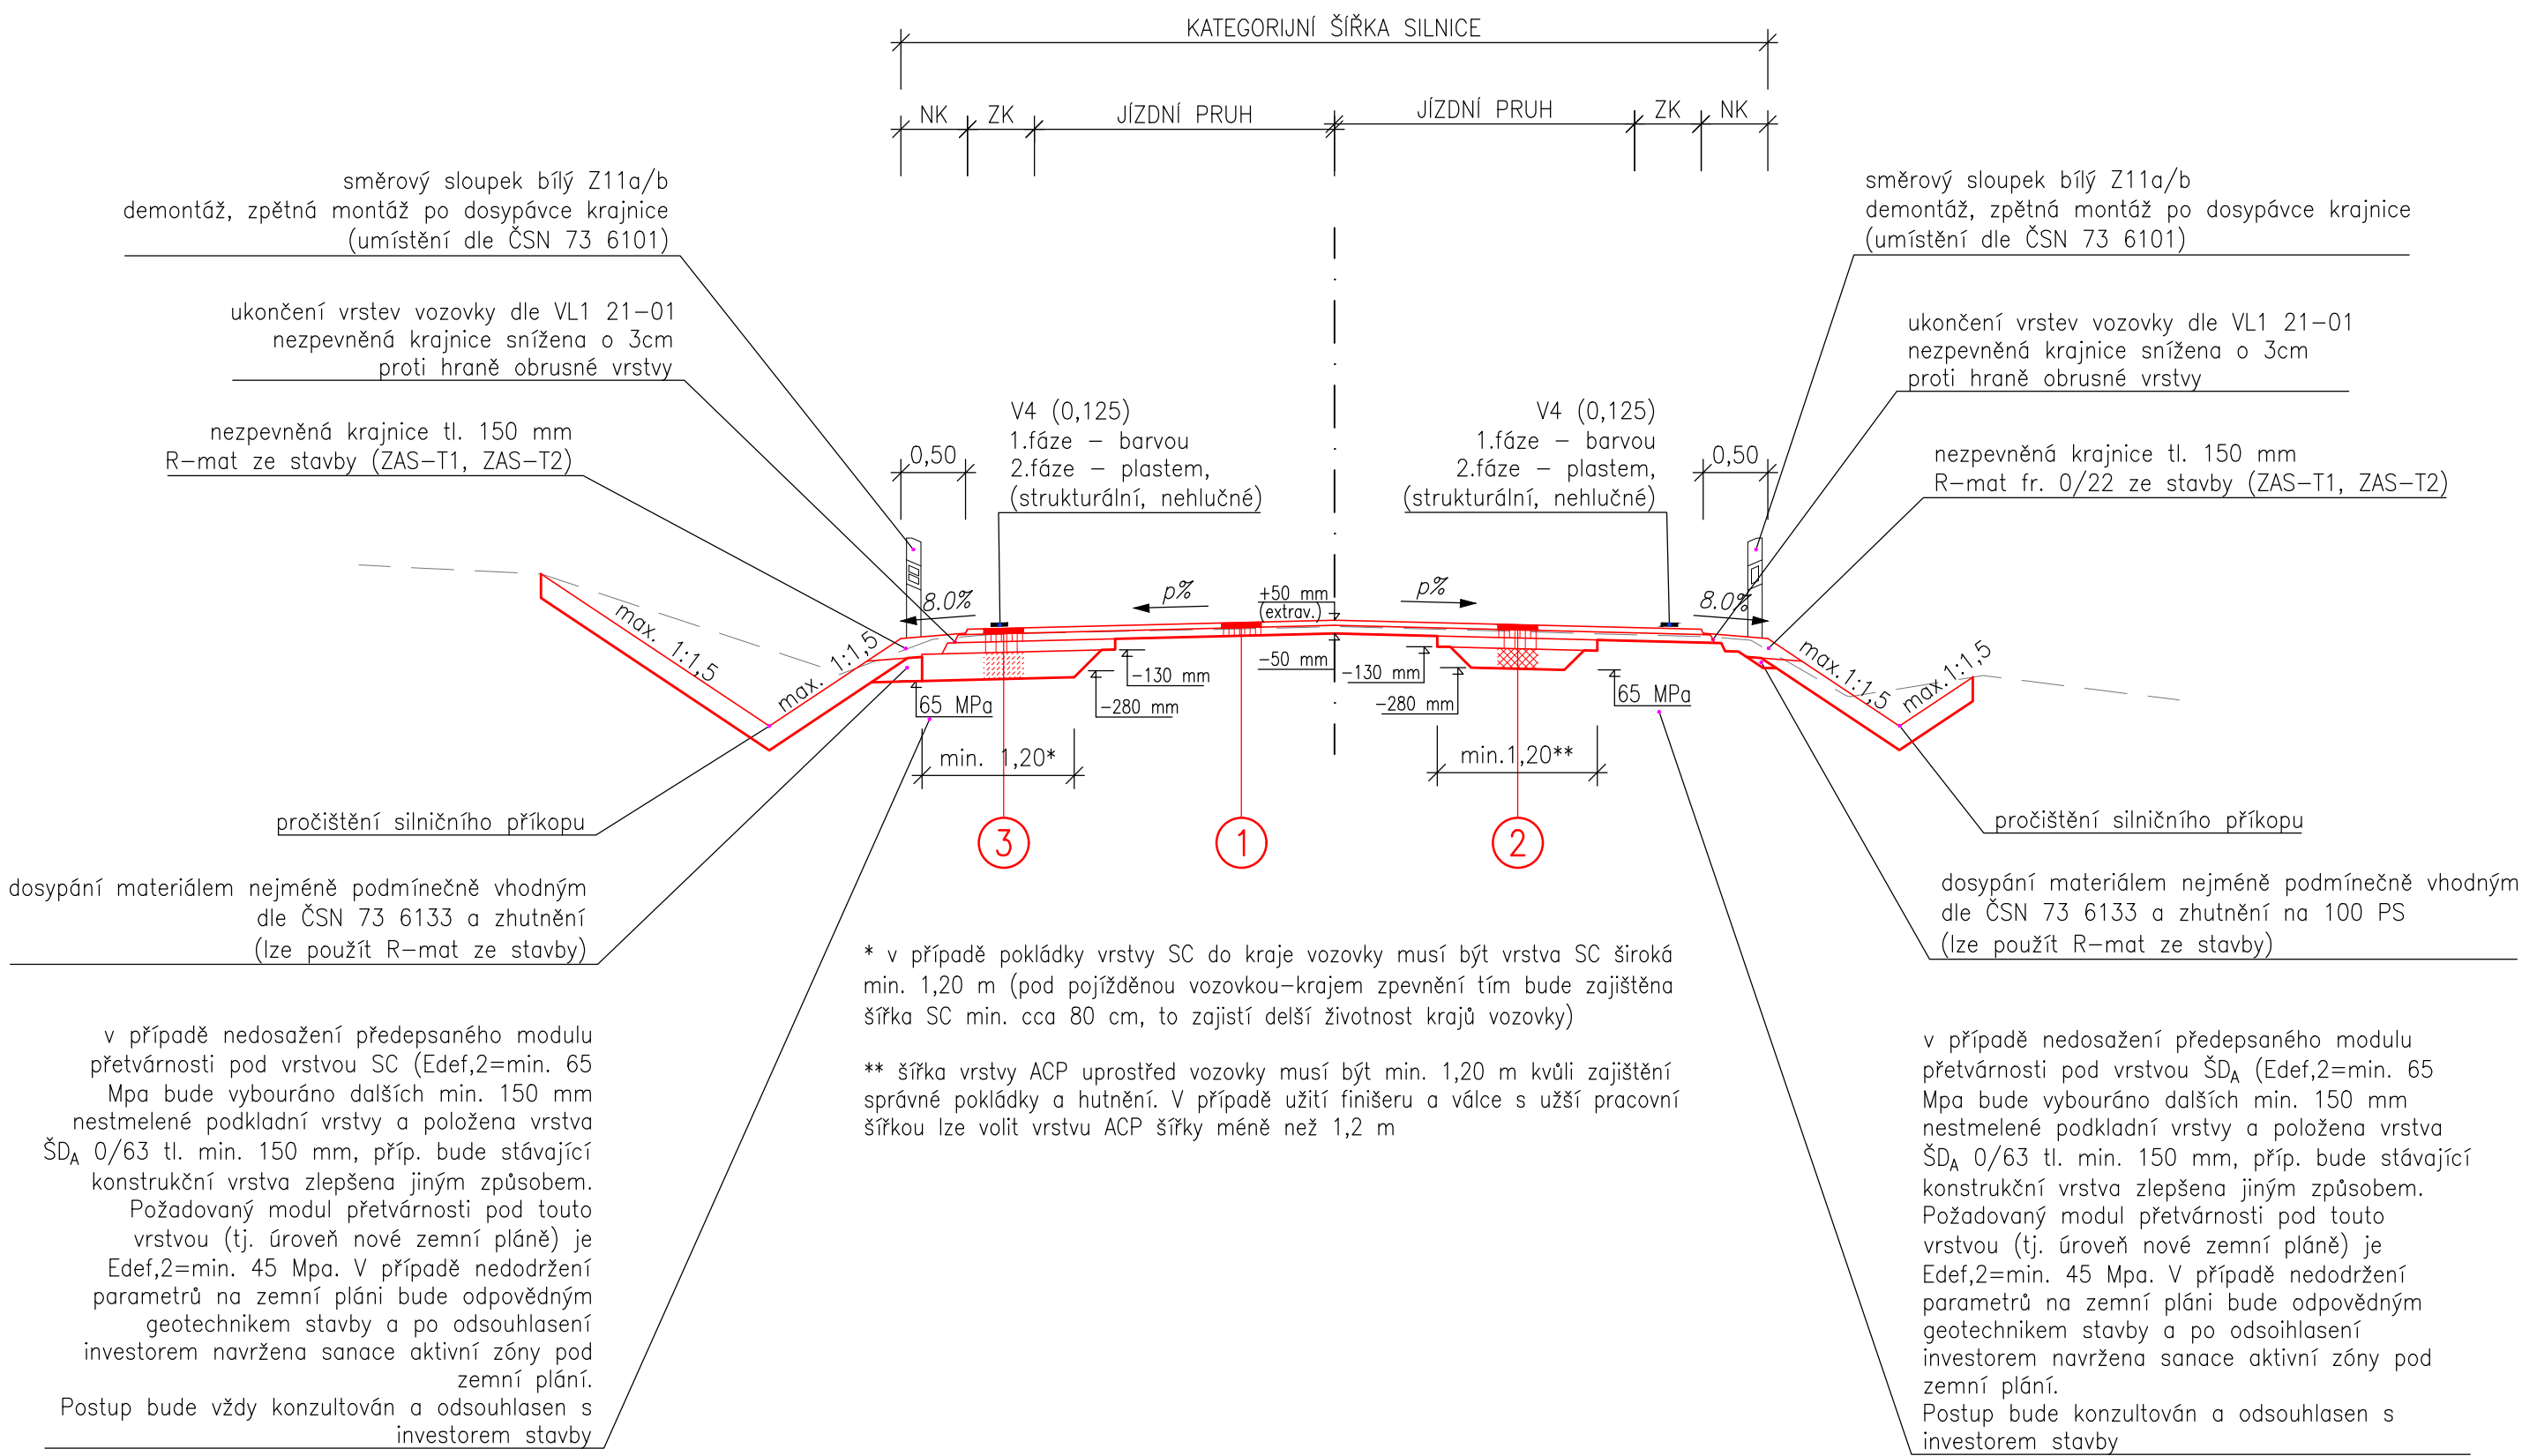 KATEGORIJNÍ ŠÍŘKA SILNICE
NK
ZK
JÍZDNÍ PRUH
JÍZDNÍ PRUH
ZK
NK
směrový sloupek bílý Z11a/b
demontáž, zpětná montáž po dosypávce krajnice
(umístění dle ČSN 73 6101)
směrový sloupek bílý Z11a/b
demontáž, zpětná montáž po dosypávce krajnice
(umístění dle ČSN 73 6101)
ukončení vrstev vozovky dle VL1 21-01
nezpevněná krajnice snížena o 3cm
proti hraně obrusné vrstvy
ukončení vrstev vozovky dle VL1 21-01
nezpevněná krajnice snížena o 3cm
proti hraně obrusné vrstvy
nezpevněná krajnice tl. 150 mm
R-mat ze stavby (ZAS-T1, ZAS-T2)
0,50
V4 (0,125)
1.fáze - barvou
2.fáze - plastem,
(strukturální, nehlučné)
V4 (0,125)
1.fáze - barvou
2.fáze - plastem,
(strukturální, nehlučné)
0,50
nezpevněná krajnice tl. 150 mm
R-mat fr. 0/22 ze stavby (ZAS-T1, ZAS-T2)
max. 1:1,5
max. 1:1,5
8.0%
p%
+50 mm
(extrav.)
p%
8.0%
max.1:1,5
max.1:1,5
-50 mm
-130 mm
-280 mm
65 MPa
-130 mm
-280 mm
65 MPa
min. 1,20*
min.1,20**
3
1
2
pročištění silničního příkopu
pročištění silničního příkopu
dosypání materiálem nejméně podmínečně vhodným
dle ČSN 73 6133 a zhutnění
(lze použít R-mat ze stavby)
dosypání materiálem nejméně podmínečně vhodným
dle ČSN 73 6133 a zhutnění na 100 PS
(lze použít R-mat ze stavby)
* v případě pokládky vrstvy SC do kraje vozovky musí být vrstva SC široká
min. 1,20 m (pod pojížděnou vozovkou-krajem zpevnění tím bude zajištěna
šířka SC min. cca 80 cm, to zajistí delší životnost krajů vozovky)
** šířka vrstvy ACP uprostřed vozovky musí být min. 1,20 m kvůli zajištění
správné pokládky a hutnění. V případě užití finišeru a válce s užší pracovní
šířkou lze volit vrstvu ACP šířky méně než 1,2 m
v případě nedosažení předepsaného modulu
přetvárnosti pod vrstvou SC (Edef,2=min. 65
Mpa bude vybouráno dalších min. 150 mm
nestmelené podkladní vrstvy a položena vrstva
ŠDA 0/63 tl. min. 150 mm, příp. bude stávající
konstrukční vrstva zlepšena jiným způsobem.
Požadovaný modul přetvárnosti pod touto
vrstvou (tj. úroveň nové zemní pláně) je
Edef,2=min. 45 Mpa. V případě nedodržení
parametrů na zemní pláni bude odpovědným
geotechnikem stavby a po odsouhlasení
investorem navržena sanace aktivní zóny pod
zemní plání.
Postup bude vždy konzultován a odsouhlasen s
investorem stavby
v případě nedosažení předepsaného modulu
přetvárnosti pod vrstvou ŠDA (Edef,2=min. 65
Mpa bude vybouráno dalších min. 150 mm
nestmelené podkladní vrstvy a položena vrstva
ŠDA 0/63 tl. min. 150 mm, příp. bude stávající
konstrukční vrstva zlepšena jiným způsobem.
Požadovaný modul přetvárnosti pod touto
vrstvou (tj. úroveň nové zemní pláně) je
Edef,2=min. 45 Mpa. V případě nedodržení
parametrů na zemní pláni bude odpovědným
geotechnikem stavby a po odsoihlasení
investorem navržena sanace aktivní zóny pod
zemní plání.
Postup bude konzultován a odsouhlasen s
investorem stavby